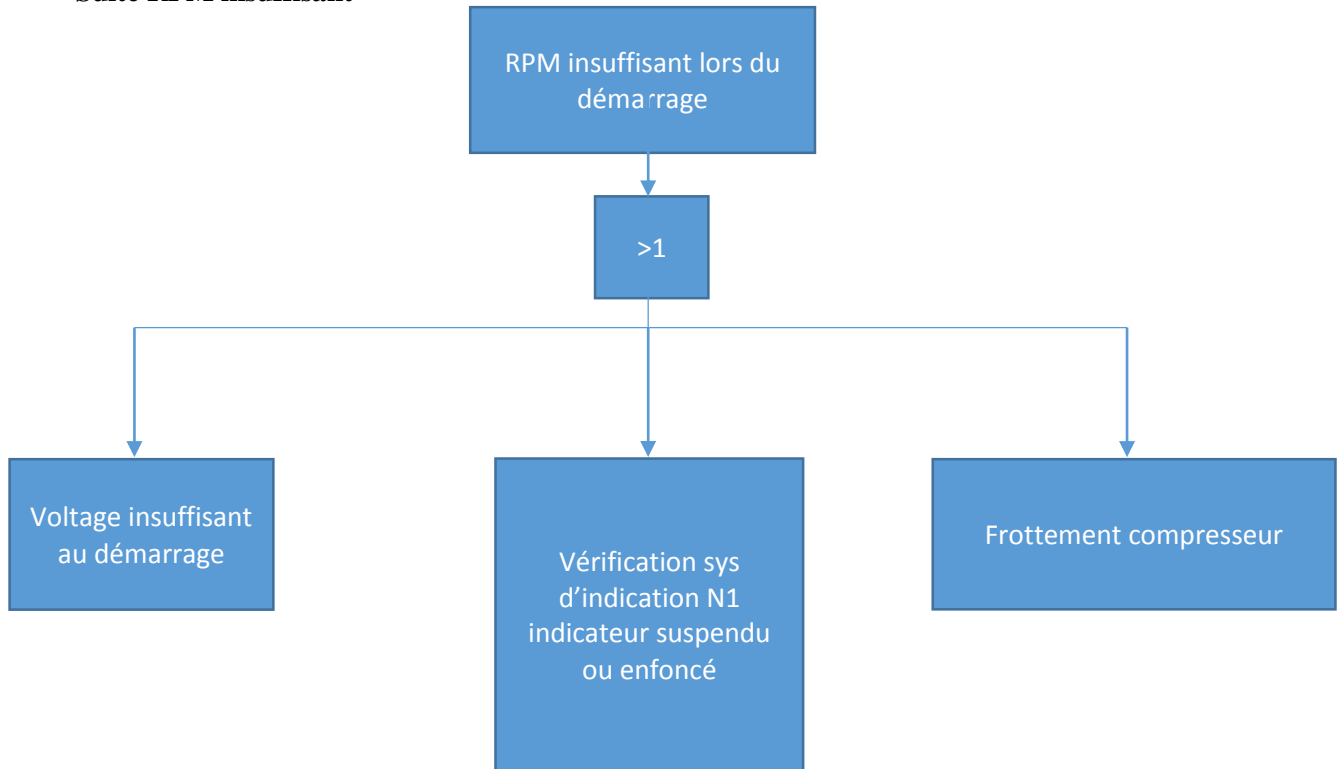 RPM insuffisant lors du
démarrage
>1
Voltage insuffisant
au démarrage
Vérification sys
d’indication N1
indicateur suspendu
ou enfoncé
Frottement compresseur